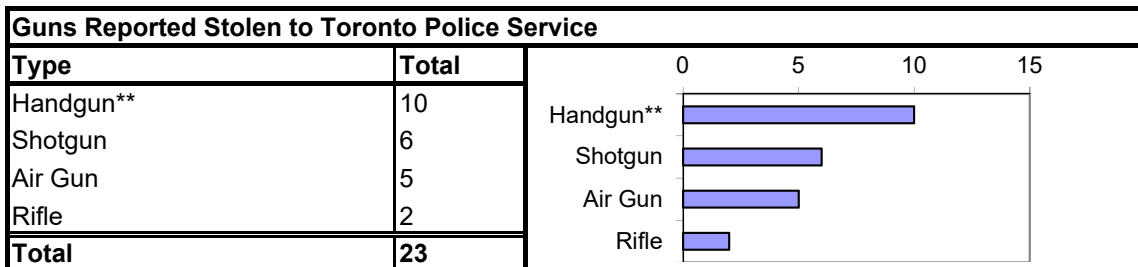 Guns Reported Stolen to Toronto Police Service
Type Total
Handgun** 10
Shotgun 6
Air Gun 5
Rifle 2
Total 23
0 5 10 15
Handgun**
Shotgun
Air Gun
Rifle